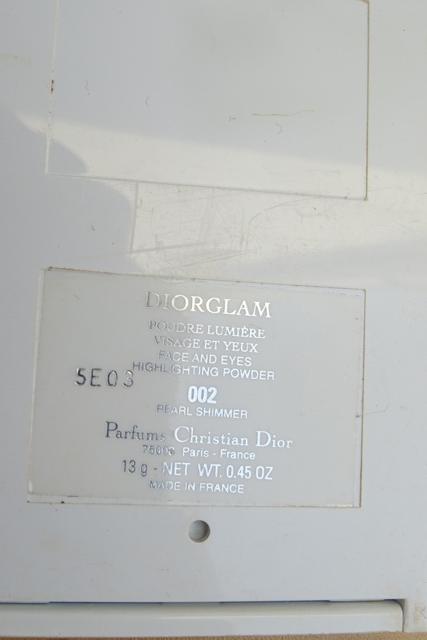 DIORGLAM
POUDRE LUMIÈRE
VISAGE ET YEUX
FACE AND EYES
HIGHLIGHTING POWDER
5E03
002
PEARL SHIMMER
Parfums Christian Dior
Paris - France
13 g - NET WT. 0.45 OZ
MADE IN FRANCE